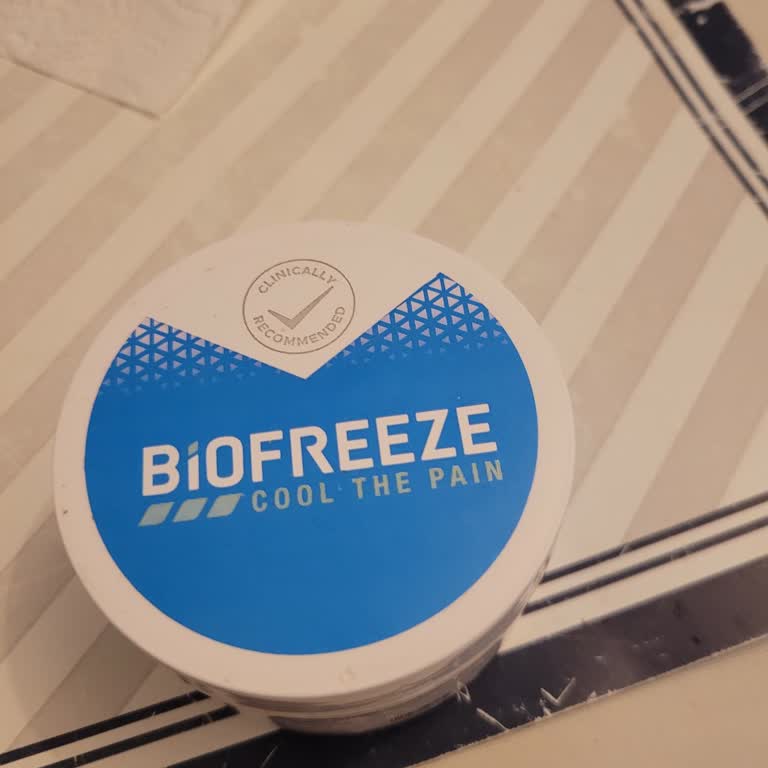 CLINICALLY
RECOMMENDED
BiOFREEZE
COOL THE PAIN